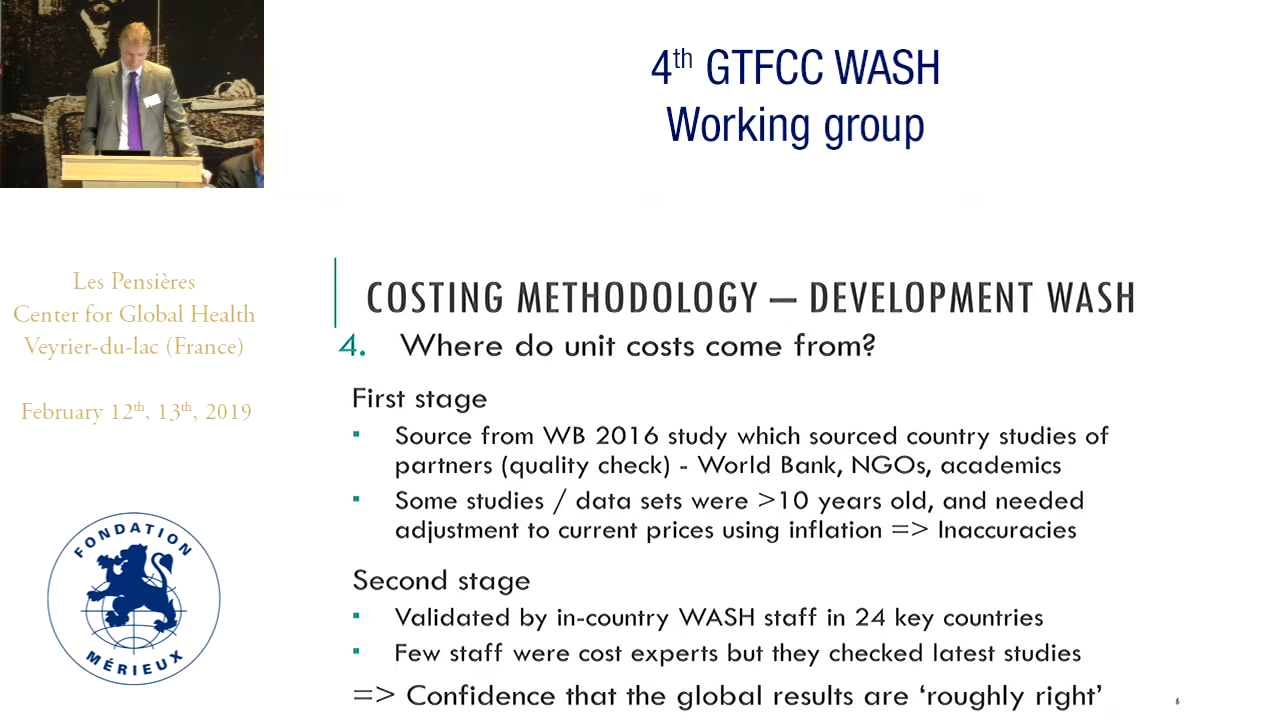 4th GTFCC WASH
Working group
Les Pensières
Center for Global Health
Veyrier-du-lac (France)
February 12th, 13th, 2019
FONDATION
MÉRIEUX
COSTING METHODOLOGY – DEVELOPMENT WASH
4. Where do unit costs come from?
First stage
▪ Source from WB 2016 study which sourced country studies of
partners (quality check) - World Bank, NGOs, academics
▪ Some studies / data sets were >10 years old, and needed
adjustment to current prices using inflation => Inaccuracies
Second stage
▪ Validated by in-country WASH staff in 24 key countries
▪ Few staff were cost experts but they checked latest studies
=> Confidence that the global results are ‘roughly right’
6